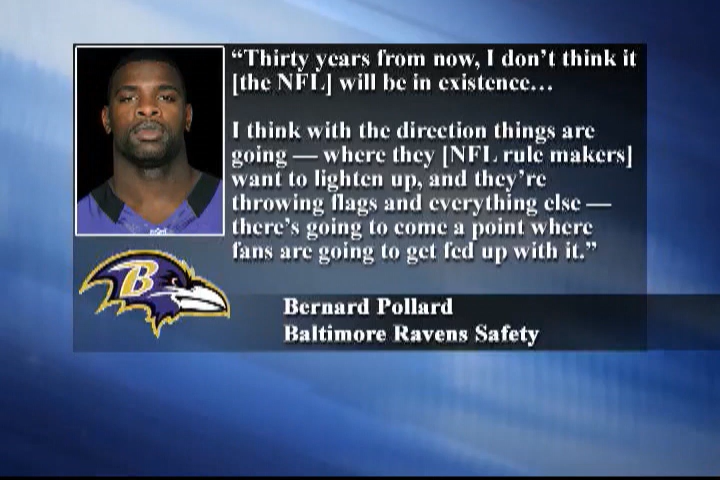 “Thirty years from now, I don’t think it
[the NFL] will be in existence...
I think with the direction things are
going — where they [NFL rule makers]
want to lighten up, and they’re
throwing flags and everything else —
there’s going to come a point where
fans are going to get fed up with it.”
B
Bernard Pollard
Baltimore Ravens Safety